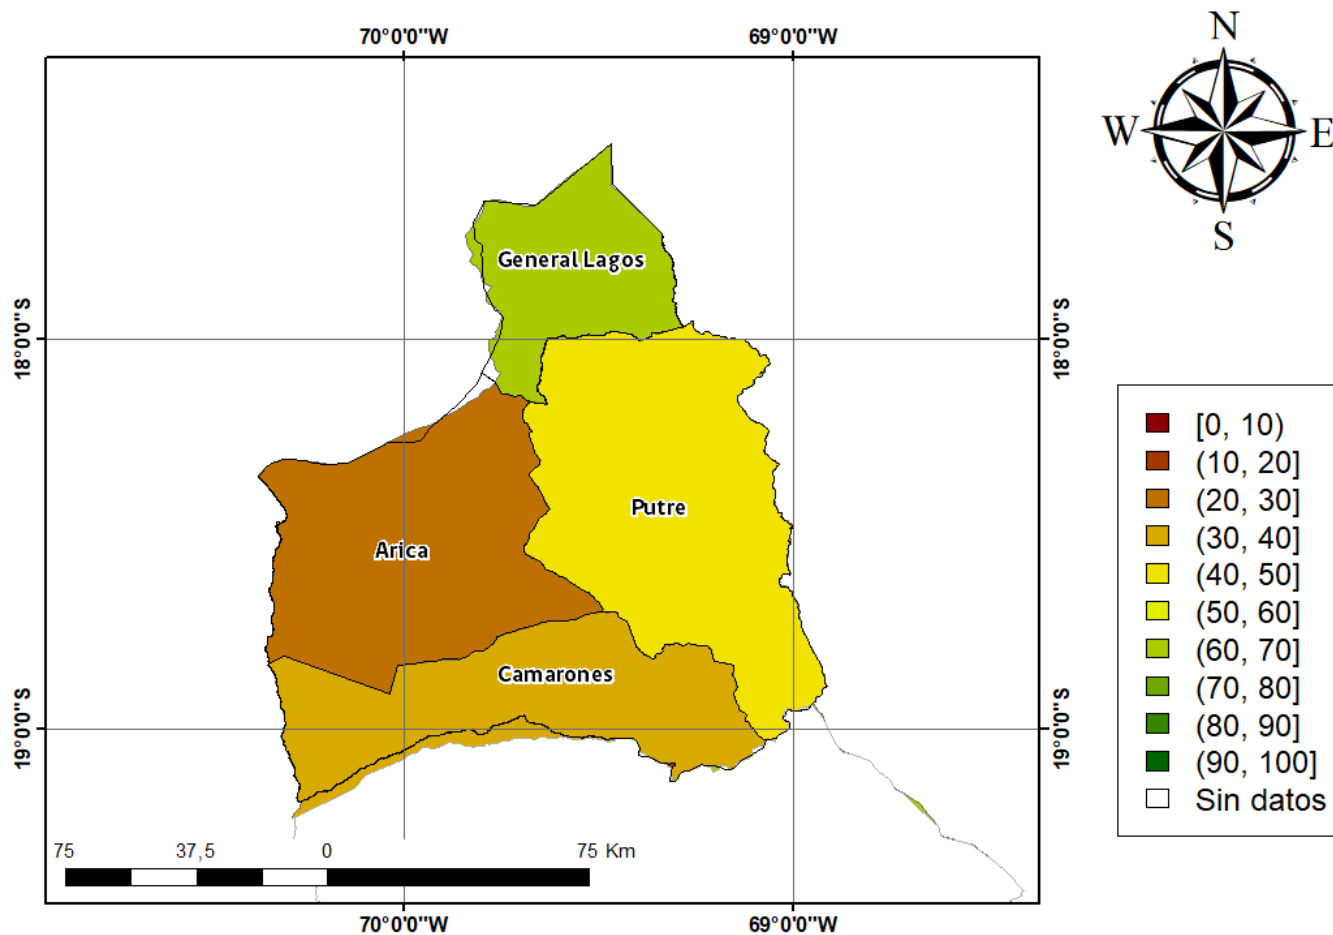 70°0'0"W
69°0'0"W
N
W
E
S
General Lagos
18°0'0"S
18°0'0"S
Putre
Arica
Camarones
19°0'0"S
19°0'0"S
[0, 10)
(10, 20]
(20, 30]
(30, 40]
(40, 50]
(50, 60]
(60, 70]
(70, 80]
(80, 90]
(90, 100]
Sin datos
75 37,5 0 75 Km
70°0'0"W
69°0'0"W